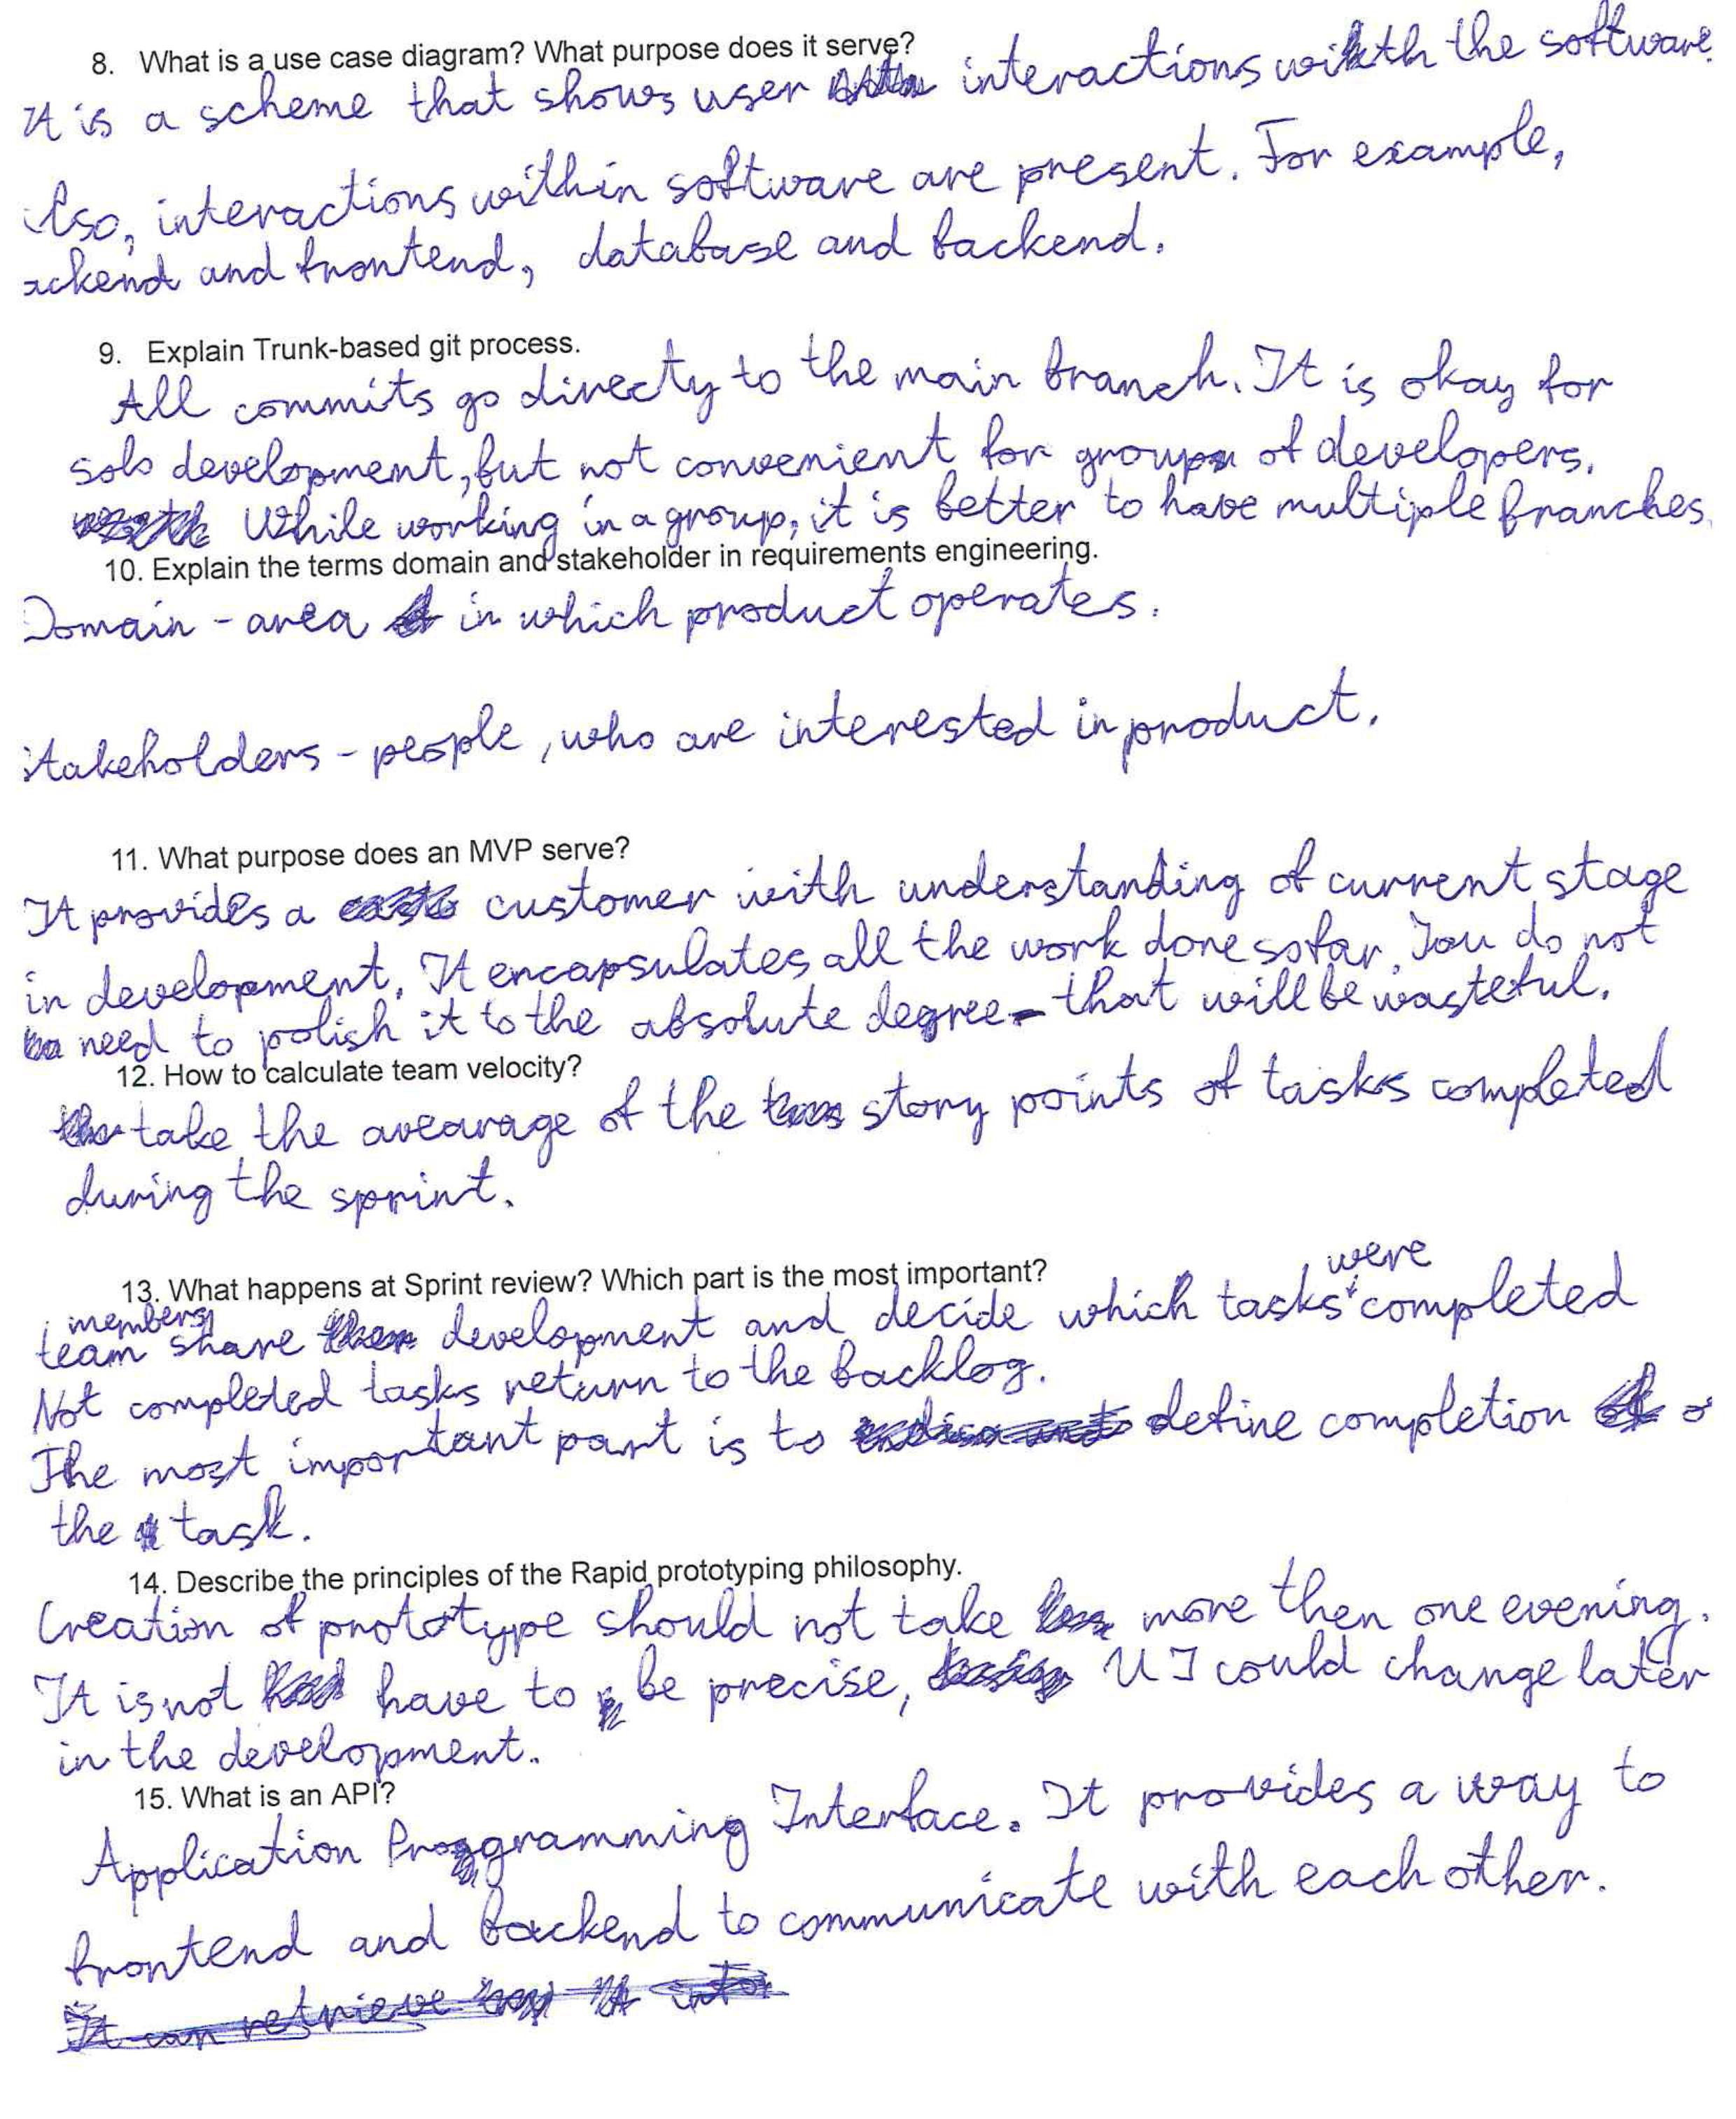 8. What is a use case diagram? What purpose does it serve?
It is a scheme that shows user interactions with the software.
Also, interactions within software are present. For example,
backend and frontend, database and backend.
9. Explain Trunk-based git process.
All commits go directy to the main branch. It is okay for
solo development, but not convenient for group of developers.
While working in a group, it is better to have multiple branches.
10. Explain the terms domain and stakeholder in requirements engineering.
Domain - area in which product operates.
Stakeholders - people, who are interested in product.
11. What purpose does an MVP serve?
It provides a customer with understanding of current stage
in development. It encapsulates all the work done so far. You do not
need to polish it to the absolute degree - that will be wasteful.
12. How to calculate team velocity?
take the avearage of the story points of tasks completed
during the sprint.
13. What happens at Sprint review? Which part is the most important?
team members share development and decide which tasks were completed
Not completed tasks return to the backlog.
The most important part is to define completion o
the task.
14. Describe the principles of the Rapid prototyping philosophy.
Creation of prototype should not take more then one evening.
It is not have to be precise, UI could change later
in the development.
15. What is an API?
Application Programming Interface. It provides a way to
frontend and backend to communicate with each other.
It can retrieve